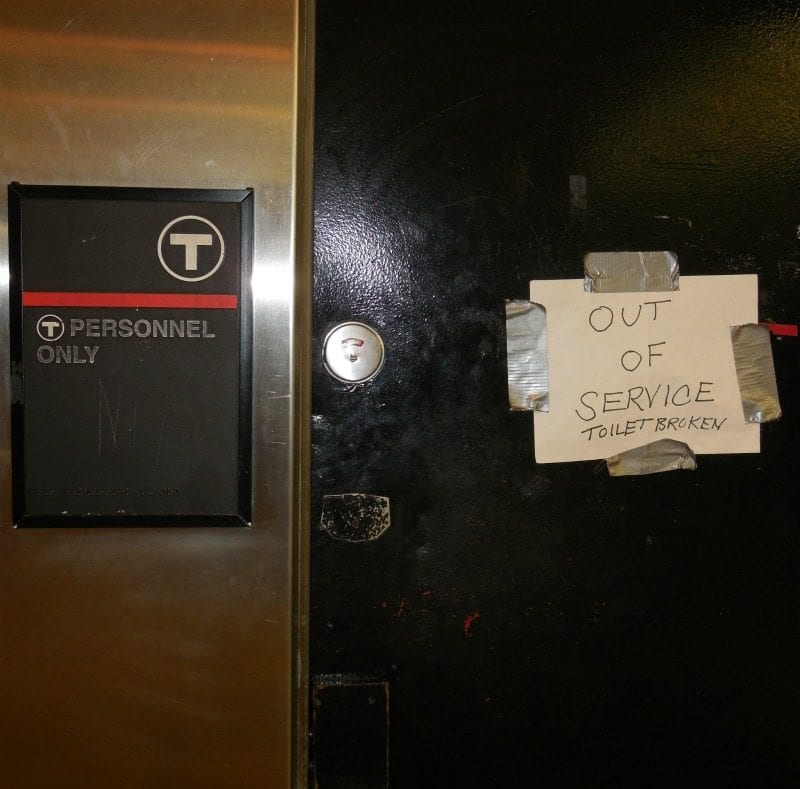 T
T PERSONNEL
ONLY
OUT
OF
SERVICE
TOILET BROKEN